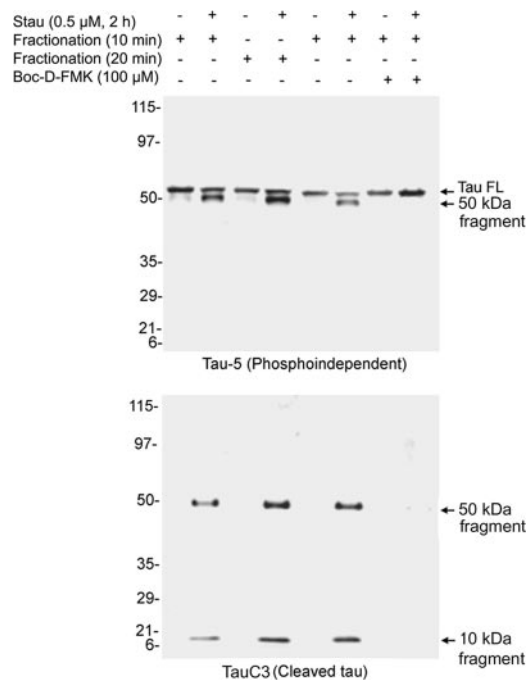 Stau (0.5 µM, 2 h) - + - + - + - +
Fractionation (10 min) + + - - + + + +
Fractionation (20 min) - - + + - - - -
Boc-D-FMK (100 µM) - - - - - - + +
115-
97-
50-
35-
29-
21-
6-
Tau FL
50 kDa
fragment
Tau-5 (Phosphoindependent)
115-
97-
50-
35-
29-
21-
6-
50 kDa
fragment
10 kDa
fragment
TauC3 (Cleaved tau)